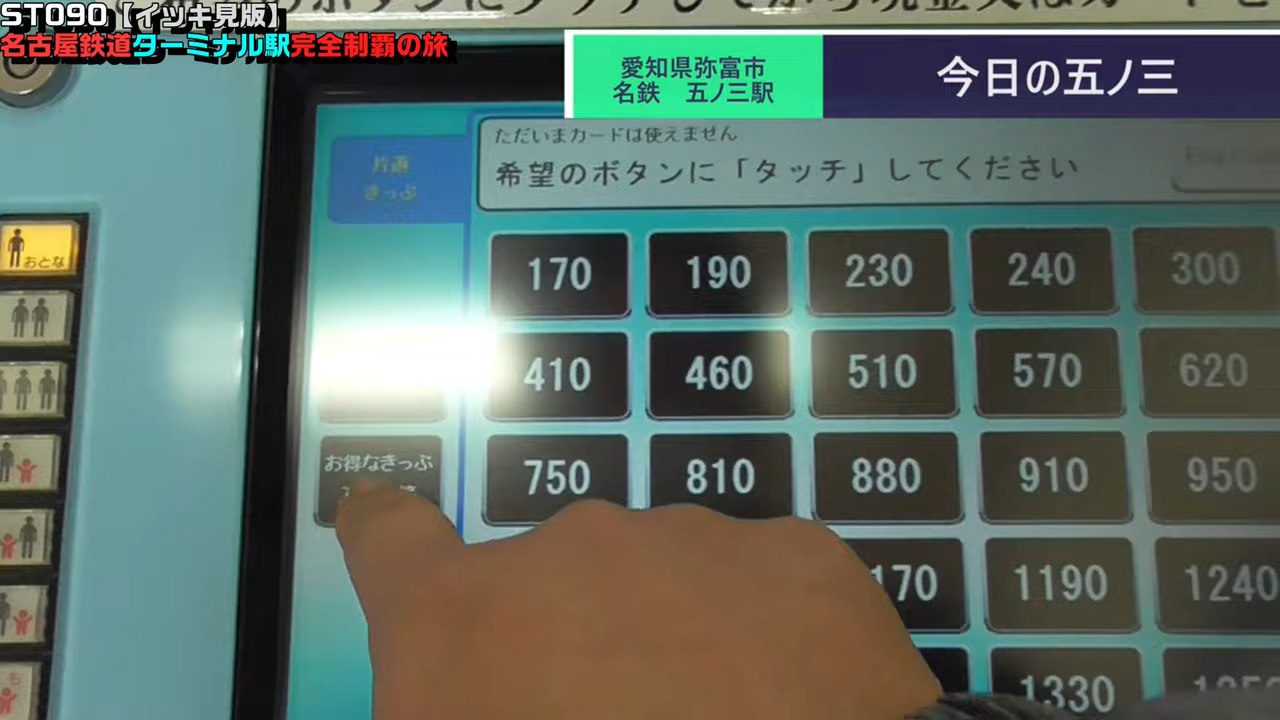 ST090【イツキ見版】
名古屋鉄道ターミナル駅完全制覇の旅
愛知県弥富市
名鉄 五ノ三駅
今日の五ノ三
ただいまカードは使えません
希望のボタンに「タッチ」してください
片道
きっぷ
おとな
170 190 230 240 300
410 460 510 570 620
お得なきっぷ
750 810 880 910 950
170 1190 1240
1330